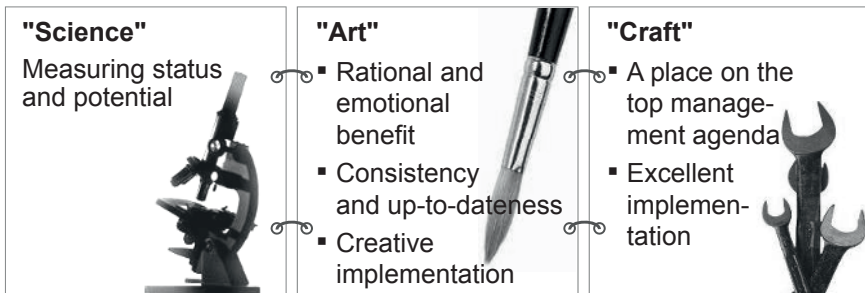 "Science"
Measuring status
and potential
"Art"
▪ Rational and
emotional
benefit
▪ Consistency
and up-to-dateness
▪ Creative
implementation
"Craft"
▪ A place on the
top manage-
ment agenda
▪ Excellent
implemen-
tation